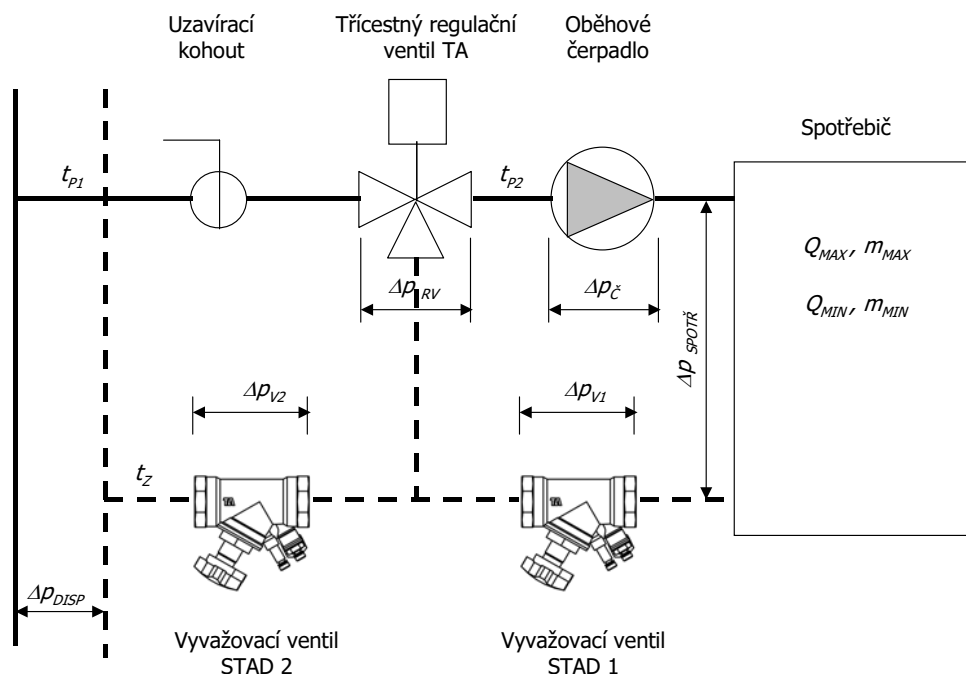 Uzavírací
kohout
Třícestný regulační
ventil TA
Oběhové
čerpadlo
Spotřebič
t_P1
t_P2
Q_MAX, m_MAX
Q_MIN, m_MIN
Δp_RV
Δp_Č
Δp_SPOTŘ
Δp_V2
Δp_V1
t_Z
TA
TA
Δp_DISP
Vyvažovací ventil
STAD 2
Vyvažovací ventil
STAD 1